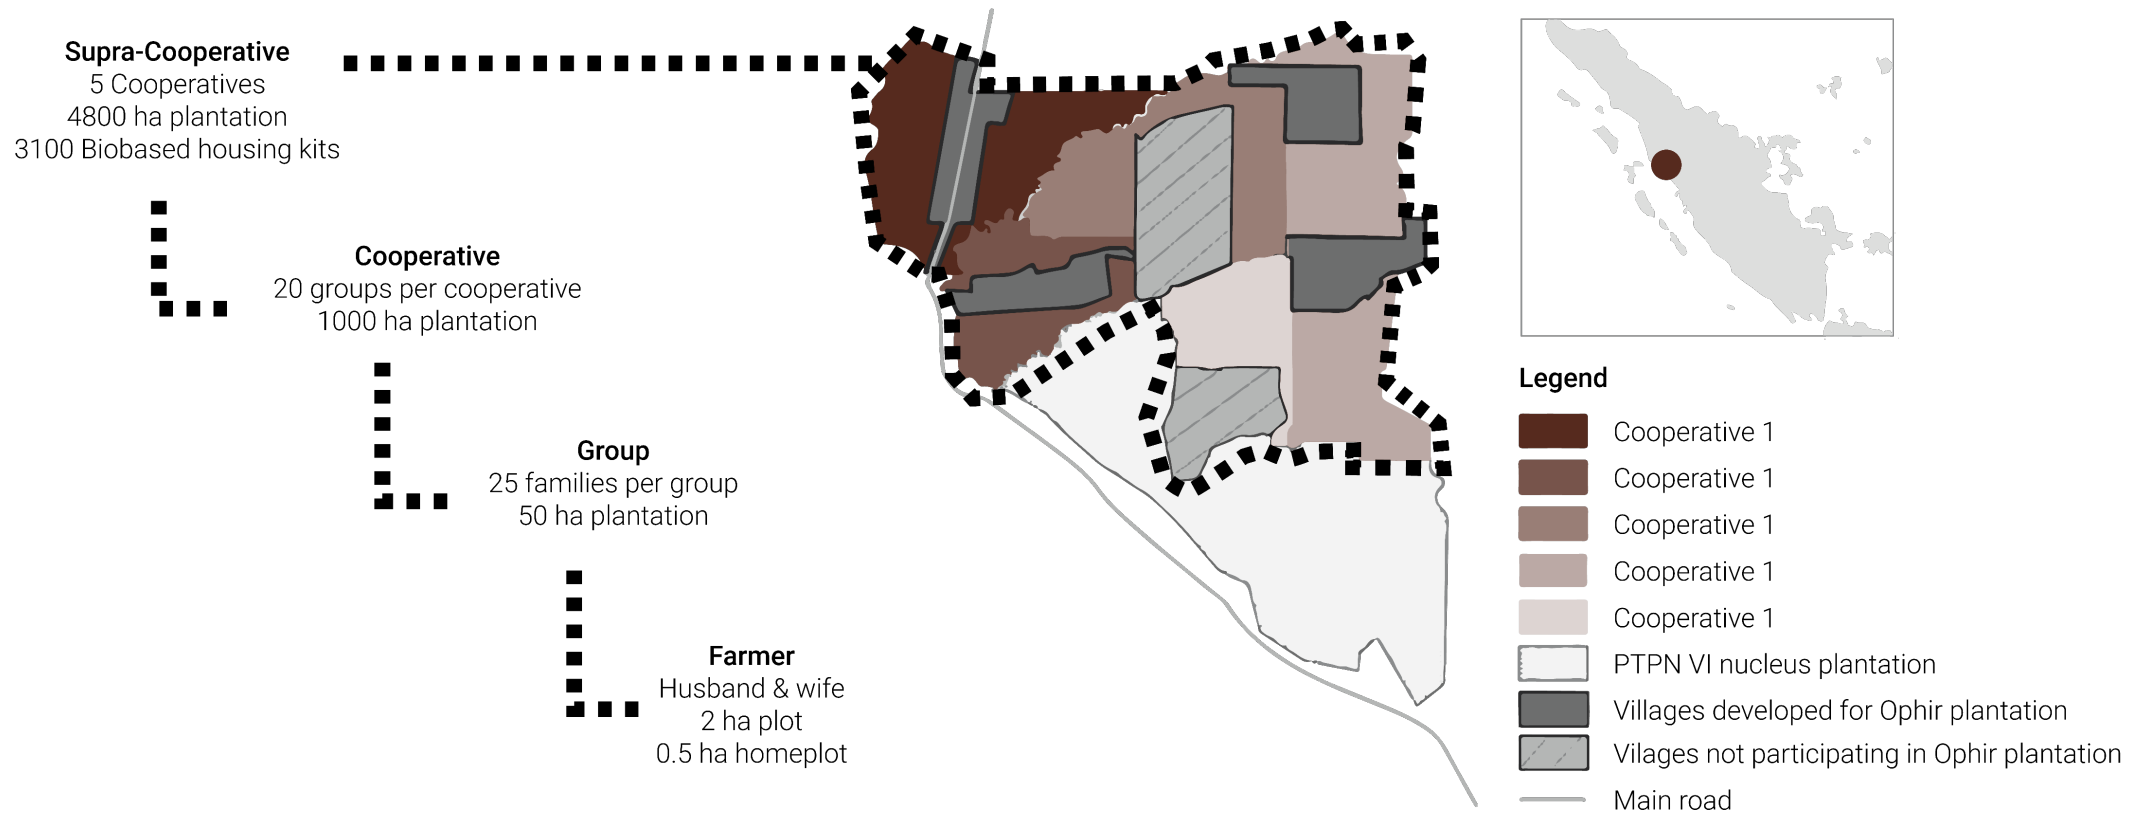 Supra-Cooperative
5 Cooperatives
4800 ha plantation
3100 Biobased housing kits
Cooperative
20 groups per cooperative
1000 ha plantation
Group
25 families per group
50 ha plantation
Farmer
Husband & wife
2 ha plot
0.5 ha homeplot
Legend
Cooperative 1
Cooperative 1
Cooperative 1
Cooperative 1
Cooperative 1
PTPN VI nucleus plantation
Villages developed for Ophir plantation
Vilages not participating in Ophir plantation
Main road